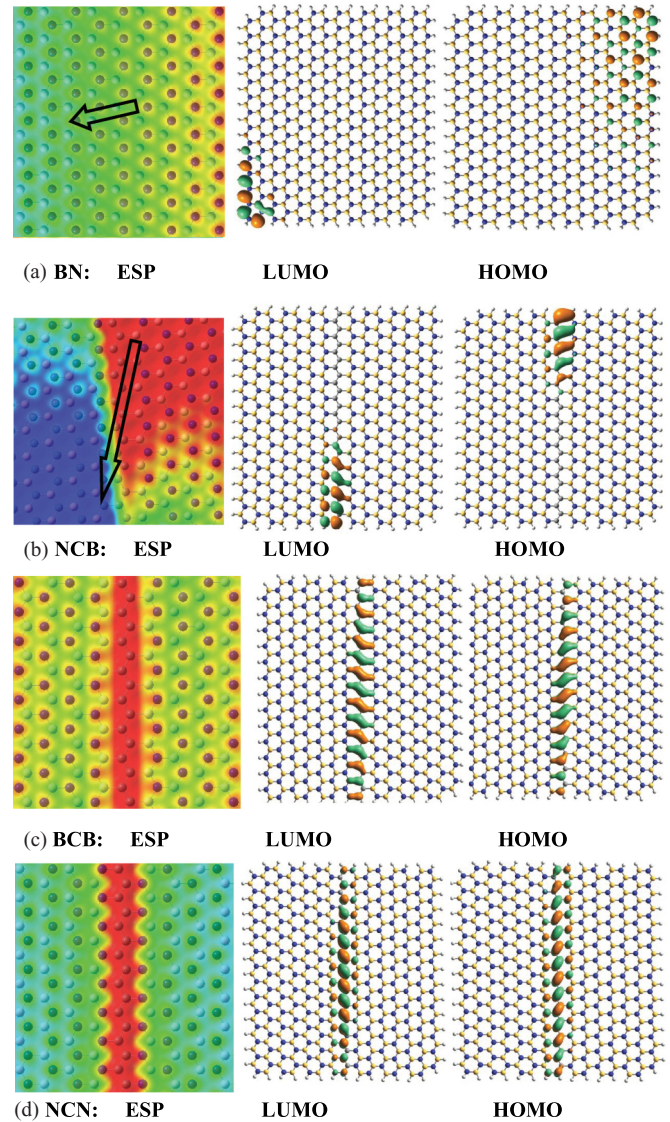 (a) BN: ESP LUMO HOMO
(b) NCB: ESP LUMO HOMO
(c) BCB: ESP LUMO HOMO
(d) NCN: ESP LUMO HOMO